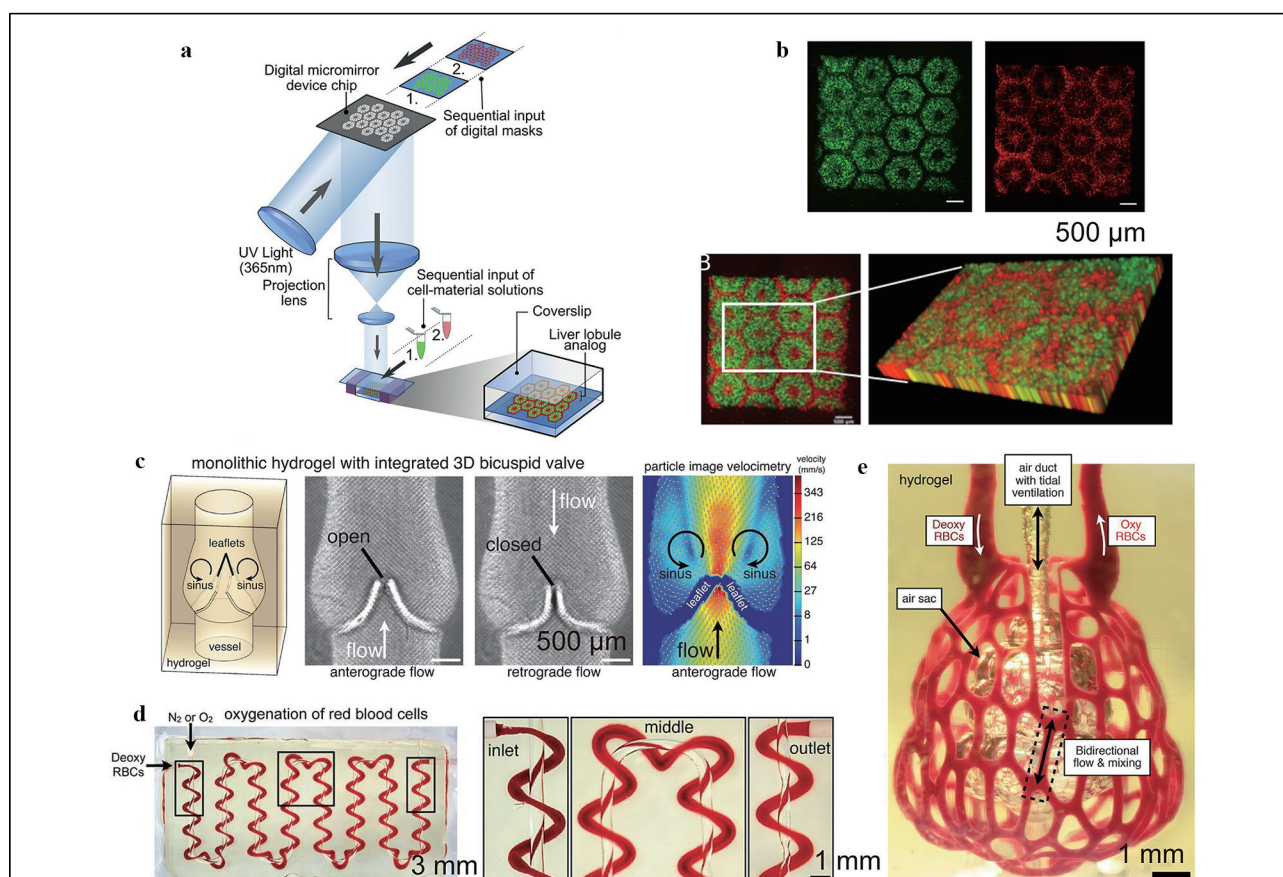 a
Digital micromirror
device chip
1.
2.
Sequential input
of digital masks
UV Light
(365nm)
Projection
lens
Sequential input of
cell-material solutions
1.
2.
Coverslip
Liver lobule
analog
b
500 µm
B
500 µm
c
monolithic hydrogel with integrated 3D bicuspid valve
leaflets
sinus
sinus
vessel
hydrogel
open
flow
anterograde flow
flow
closed
500 µm
retrograde flow
particle image velocimetry
velocity
(mm/s)
343
216
125
64
27
8
1
0
sinus
sinus
leaflet
leaflet
flow
anterograde flow
d
N₂ or O₂
oxygenation of red blood cells
Deoxy
RBCs
3 mm
inlet
middle
outlet
1 mm
e
hydrogel
air duct
with tidal
ventilation
Deoxy
RBCs
Oxy
RBCs
air sac
Bidirectional
flow & mixing
1 mm